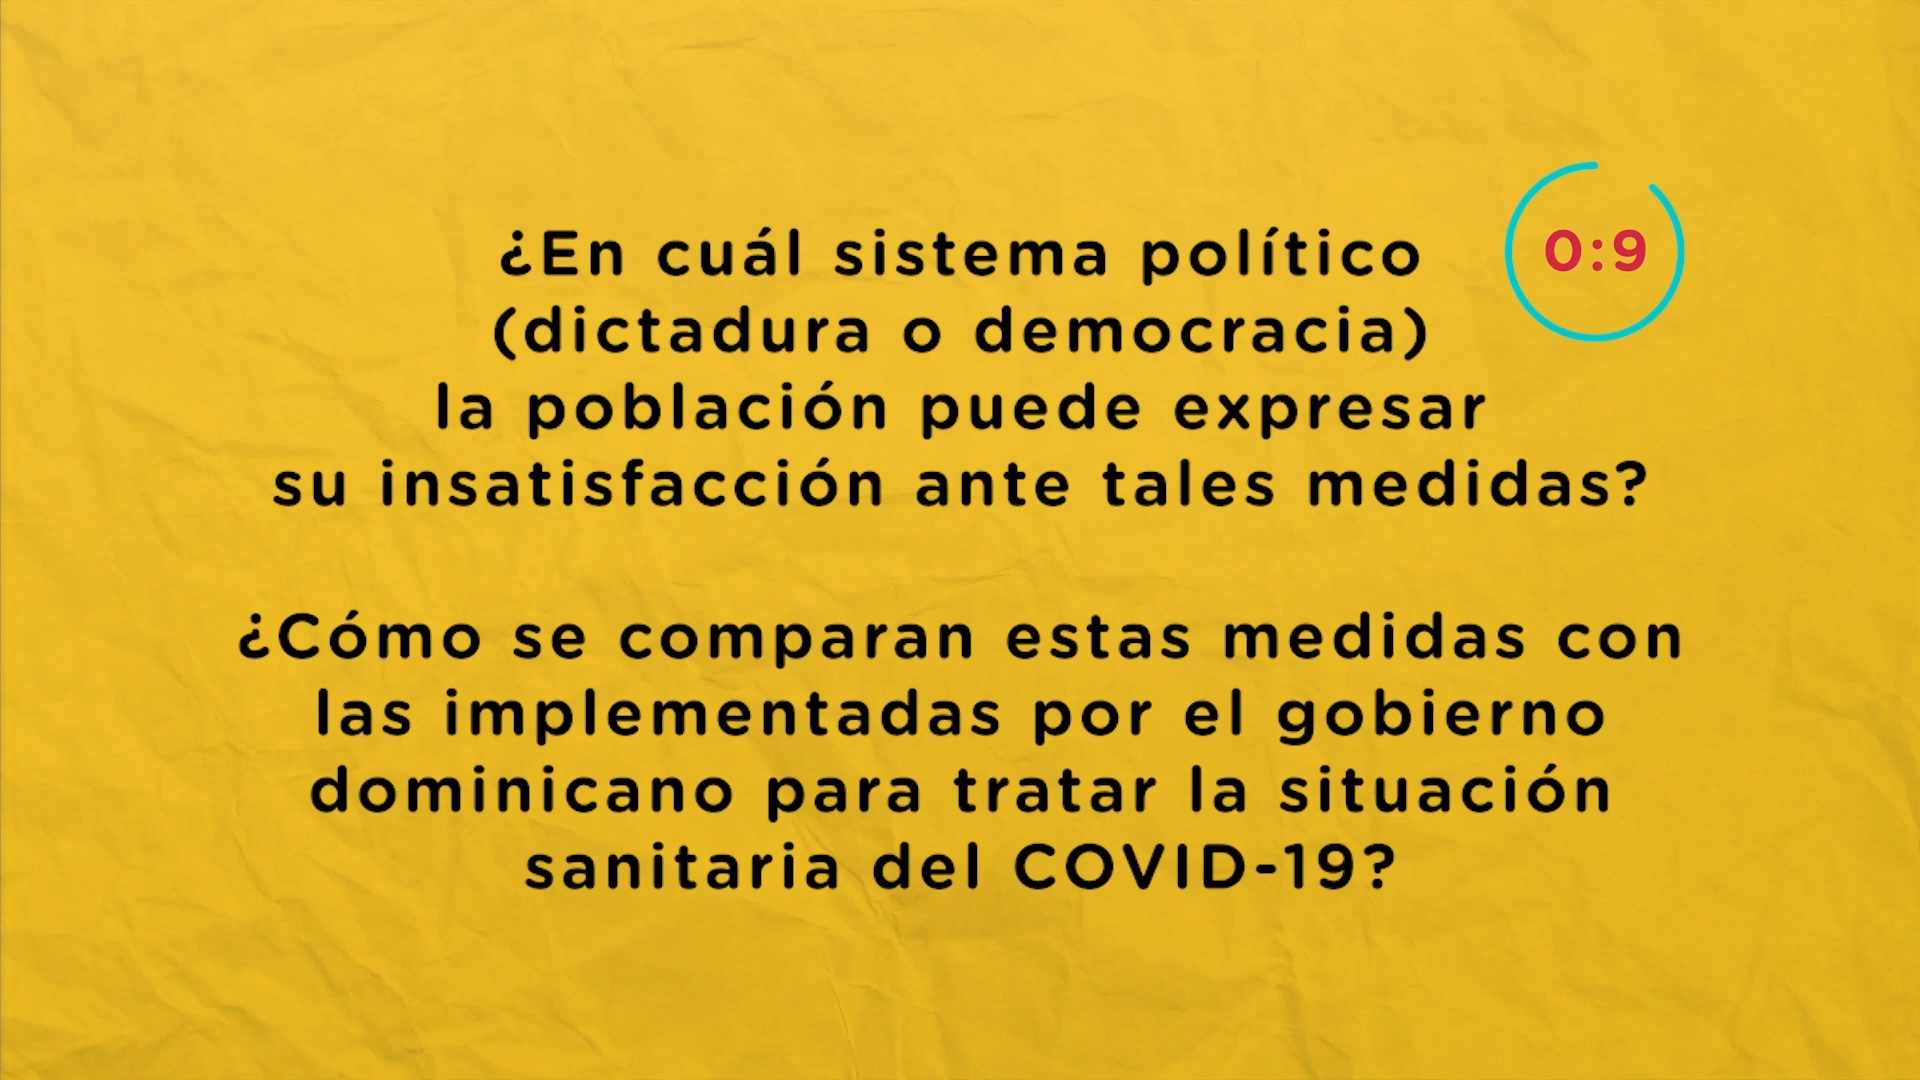 ¿En cuál sistema político
0:9
(dictadura o democracia)
la población puede expresar
su insatisfacción ante tales medidas?
¿Cómo se comparan estas medidas con
las implementadas por el gobierno
dominicano para tratar la situación
sanitaria del COVID-19?